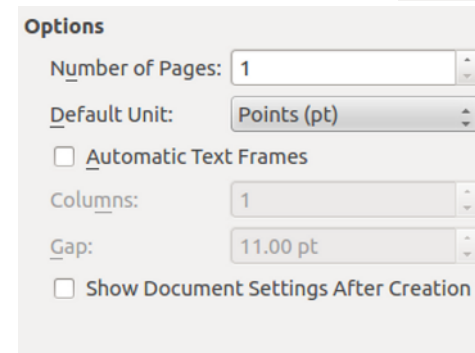 Options
Number of Pages: 1
Default Unit: Points (pt)
Automatic Text Frames
Columns: 1
Gap: 11.00 pt
Show Document Settings After Creation